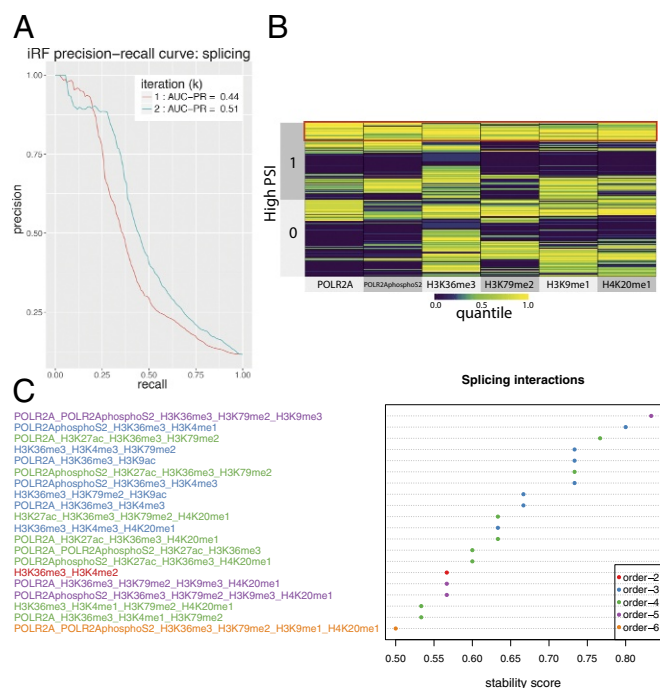 A
iRF precision-recall curve: splicing
iteration (k)
1 : AUC-PR = 0.44
2 : AUC-PR = 0.51
1.00
0.75
0.50
0.25
precision
0.00 0.25 0.50 0.75 1.00
recall
B
High PSI
1
0
POLR2A POLR2AphosphoS2 H3K36me3 H3K79me2 H3K9me1 H4K20me1
0.0 0.5 1.0
quantile
C
Splicing interactions
POLR2A_POLR2AphosphoS2_H3K36me3_H3K79me2_H3K9me3
POLR2AphosphoS2_H3K36me3_H3K4me1
POLR2A_H3K27ac_H3K36me3_H3K79me2
H3K36me3_H3K4me3_H3K79me2
POLR2A_H3K36me3_H3K9ac
POLR2AphosphoS2_H3K27ac_H3K36me3_H3K79me2
POLR2AphosphoS2_H3K36me3_H3K4me3
H3K36me3_H3K79me2_H3K9ac
POLR2A_H3K36me3_H3K4me3
H3K27ac_H3K36me3_H3K79me2_H4K20me1
H3K36me3_H3K4me3_H4K20me1
POLR2A_H3K27ac_H3K36me3_H4K20me1
POLR2A_POLR2AphosphoS2_H3K27ac_H3K36me3
POLR2AphosphoS2_H3K27ac_H3K36me3_H4K20me1
H3K36me3_H3K4me2
POLR2A_H3K36me3_H3K79me2_H3K9me3_H4K20me1
POLR2AphosphoS2_H3K36me3_H3K79me2_H3K9me3_H4K20me1
H3K36me3_H3K4me1_H3K79me2_H4K20me1
POLR2A_H3K36me3_H3K4me1_H3K79me2
POLR2A_POLR2AphosphoS2_H3K36me3_H3K79me2_H3K9me1_H4K20me1
order-2
order-3
order-4
order-5
order-6
0.50 0.55 0.60 0.65 0.70 0.75 0.80
stability score